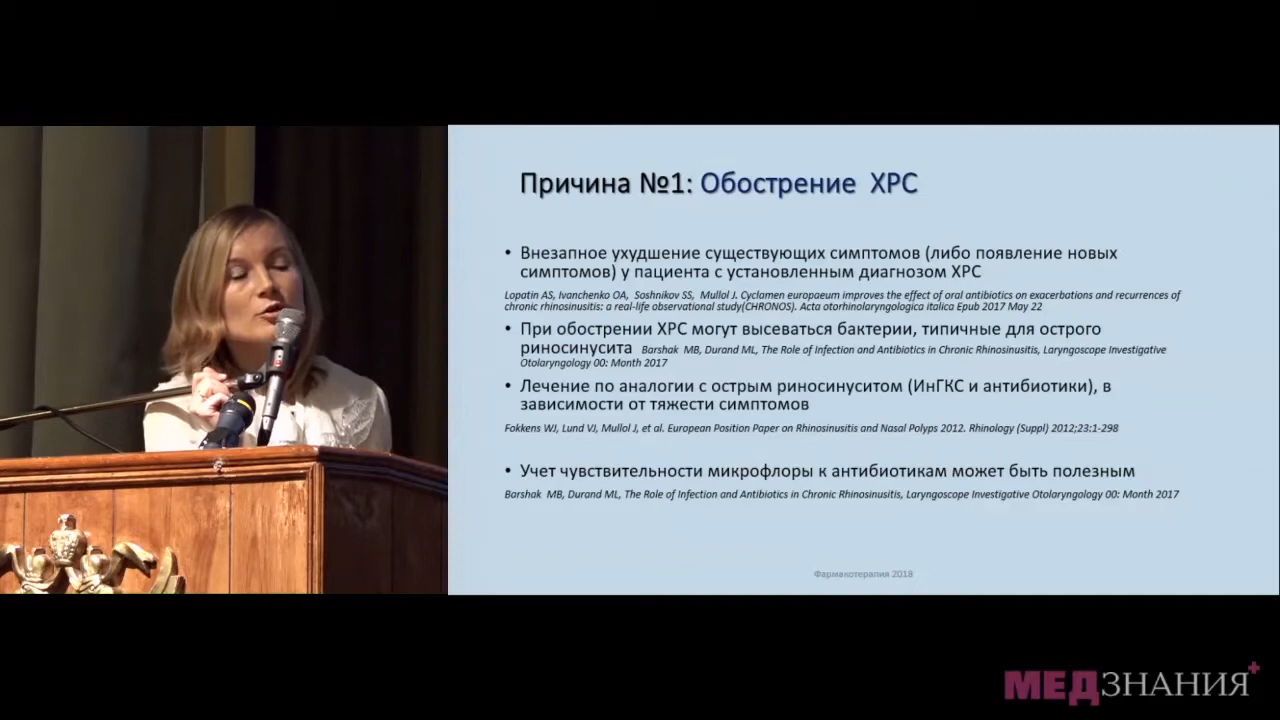 Причина №1: Обострение ХРС
• Внезапное ухудшение существующих симптомов (либо появление новых
симптомов) у пациента с установленным диагнозом ХРС
Lopatin AS, Ivanchenko OA, Soshnikov SS, Mullol J. Cyclamen europaeum improves the effect of oral antibiotics on exacerbations and recurrences of
chronic rhinosinusitis: a real-life observational study(CHRONOS). Acta otorhinolaryngologica italica Epub 2017 May 22
• При обострении ХРС могут высеваться бактерии, типичные для острого
риносинусита Barshak MB, Durand ML, The Role of Infection and Antibiotics in Chronic Rhinosinusitis, Laryngoscope Investigative
Otolaryngology 00: Month 2017
• Лечение по аналогии с острым риносинуситом (ИнГКС и антибиотики), в
зависимости от тяжести симптомов
Fokkens WJ, Lund VJ, Mullol J, et al. European Position Paper on Rhinosinusitis and Nasal Polyps 2012. Rhinology (Suppl) 2012;23:1-298
• Учет чувствительности микрофлоры к антибиотикам может быть полезным
Barshak MB, Durand ML, The Role of Infection and Antibiotics in Chronic Rhinosinusitis, Laryngoscope Investigative Otolaryngology 00: Month 2017
Фармакотерапия 2018
МЕДЗНАНИЯ+